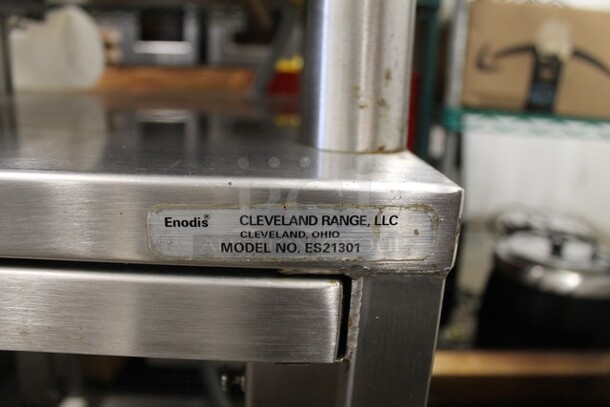 Enodis® CLEVELAND RANGE, LLC
CLEVELAND, OHIO
MODEL NO. ES21301